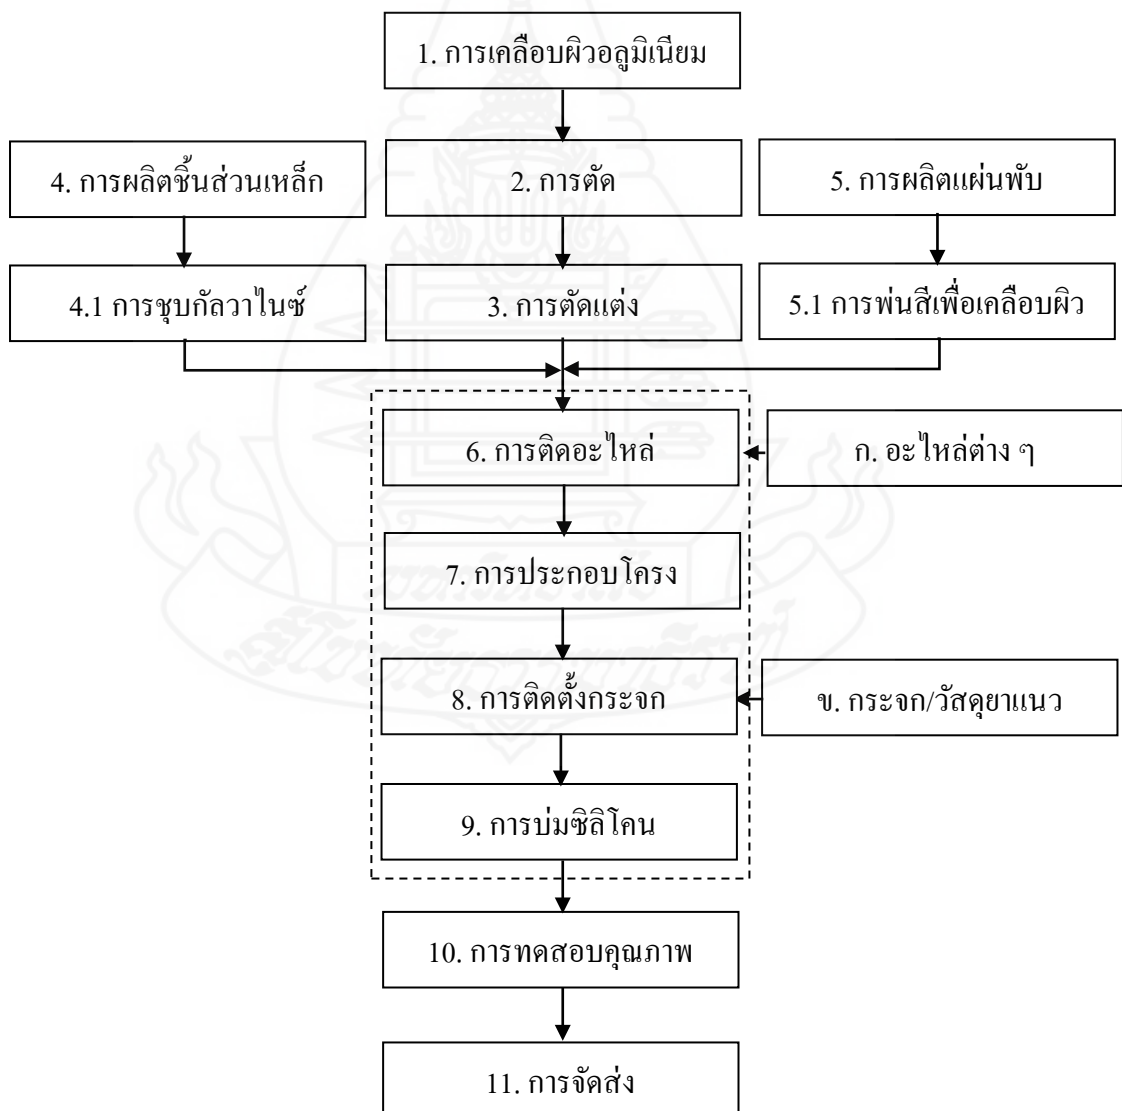 1. การเคลือบผิวอลูมิเนียม
4. การผลิตชิ้นส่วนเหล็ก
2. การตัด
5. การผลิตแผ่นพับ
4.1 การชุบกัลวาไนซ์
3. การตัดแต่ง
5.1 การพ่นสีเพื่อเคลือบผิว
6. การติดอะไหล่
ก. อะไหล่ต่าง ๆ
7. การประกอบโครง
8. การติดตั้งกระจก
ข. กระจก/วัสดุยาแนว
9. การบ่มซิลิโคน
10. การทดสอบคุณภาพ
11. การจัดส่ง